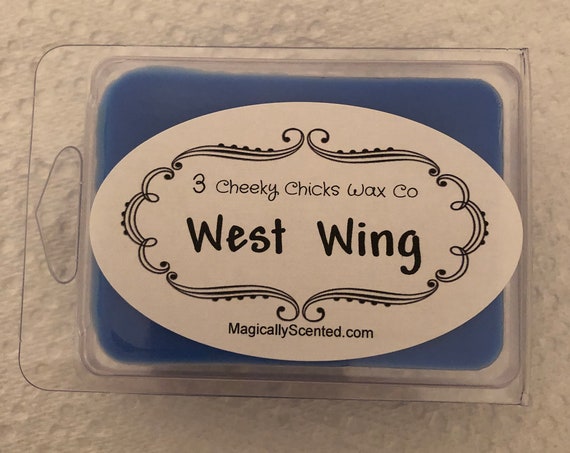 3 Cheeky Chicks Wax Co
West Wing
MagicallyScented.com